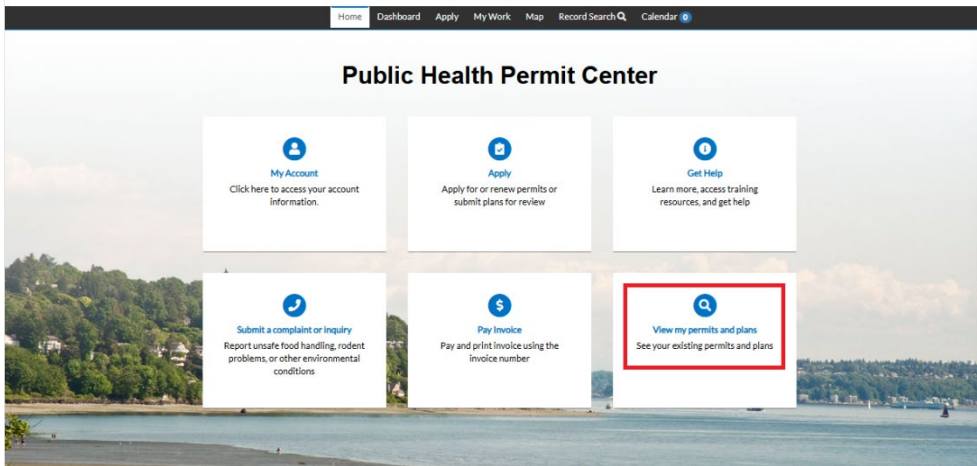 Home Dashboard Apply My Work Map Record Search Calendar 0
Public Health Permit Center
My Account
Click here to access your account
information.
Apply
Apply for or renew permits or
submit plans for review
Get Help
Learn more, access training
resources, and get help
Submit a complaint or inquiry
Report unsafe food handling, rodent
problems, or other environmental
conditions
Pay Invoice
Pay and print invoice using the
invoice number
View my permits and plans
See your existing permits and plans